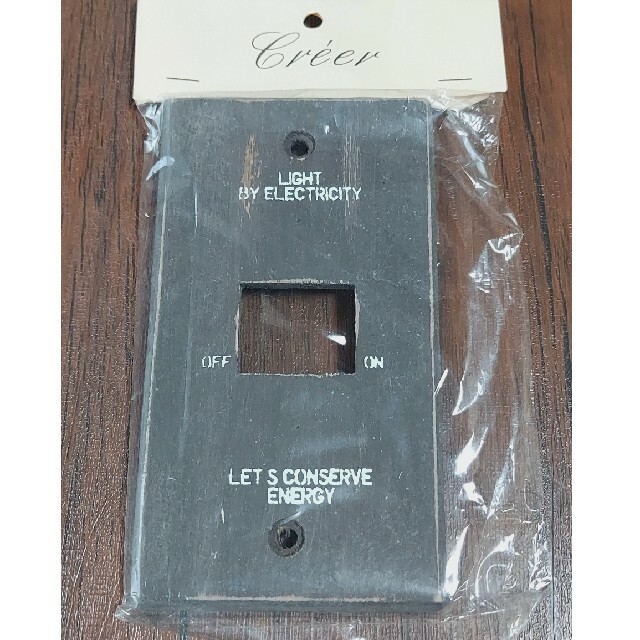 Créer
LIGHT
BY ELECTRICITY
OFF ON
LET S CONSERVE
ENERGY